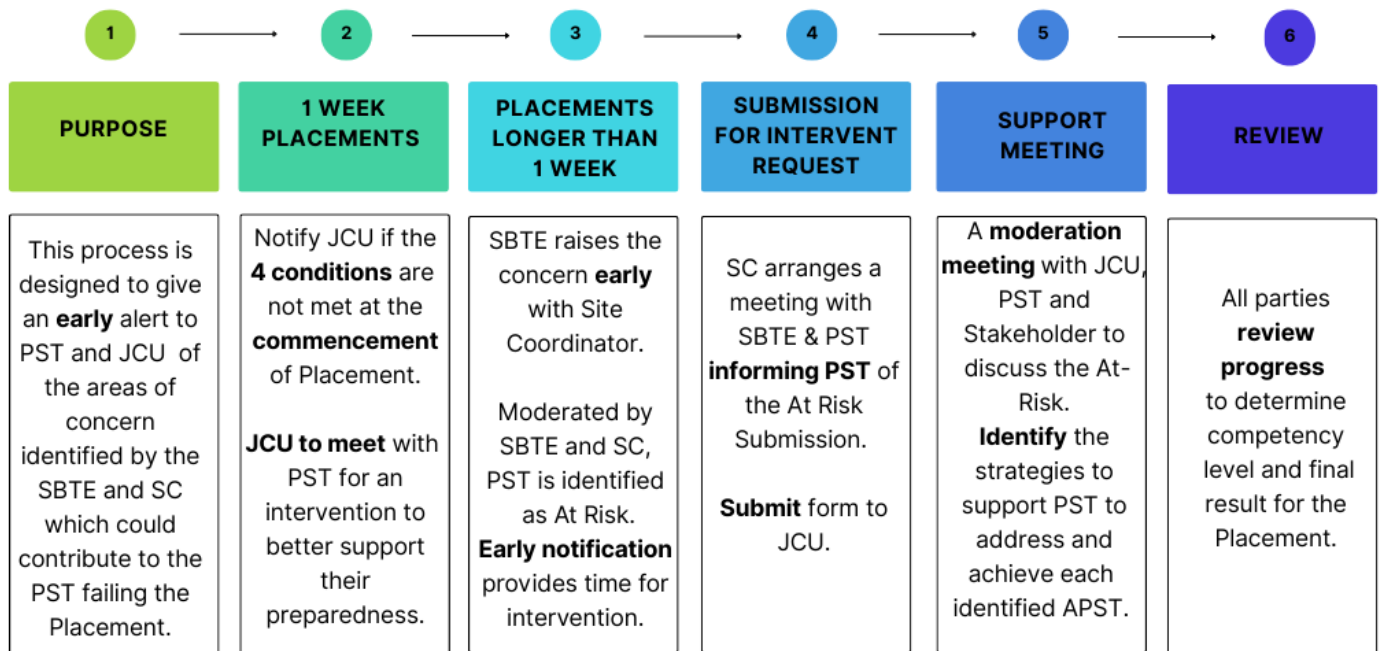 1
2
3
4
5
6
PURPOSE
1 WEEK
PLACEMENTS
PLACEMENTS
LONGER THAN
1 WEEK
SUBMISSION
FOR INTERVENT
REQUEST
SUPPORT
MEETING
REVIEW
This process is
designed to give
an early alert to
PST and JCU of
the areas of
concern
identified by the
SBTE and SC
which could
contribute to the
PST failing the
Placement.
Notify JCU if the
4 conditions are
not met at the
commencement
of Placement.
JCU to meet with
PST for an
intervention to
better support
their
preparedness.
SBTE raises the
concern early
with Site
Coordinator.
Moderated by
SBTE and SC,
PST is identified
as At Risk.
Early notification
provides time for
intervention.
SC arranges a
meeting with
SBTE & PST
informing PST of
the At Risk
Submission.
Submit form to
JCU.
A moderation
meeting with JCU,
PST and
Stakeholder to
discuss the At-
Risk.
Identify the
strategies to
support PST to
address and
achieve each
identified APST.
All parties
review
progress
to determine
competency
level and final
result for the
Placement.